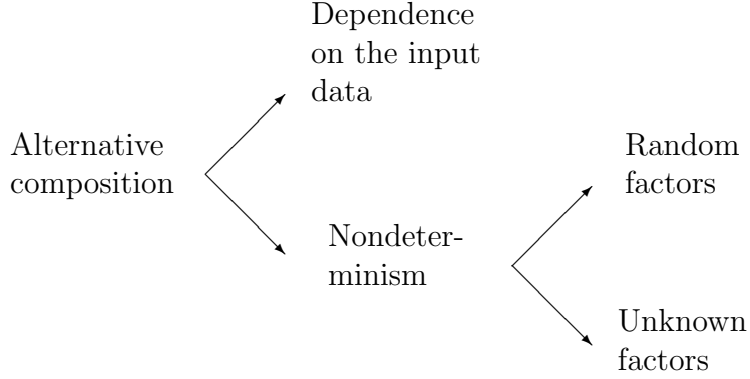 Dependence
on the input
data
Alternative
composition
Random
factors
Nondeter-
minism
Unknown
factors